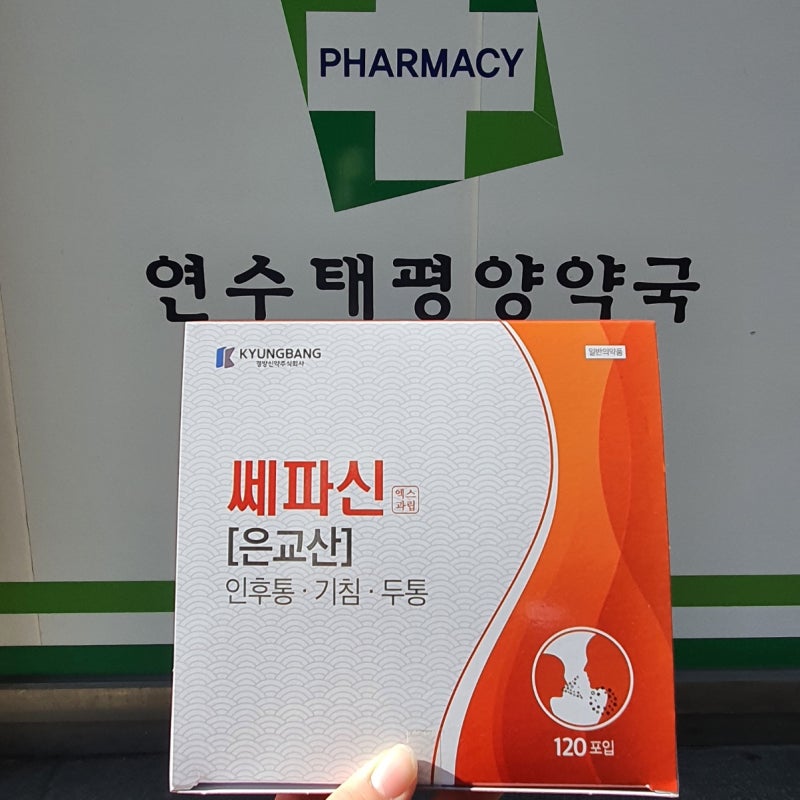 PHARMACY
연수태평양약국
KYUNGBANG
경방신약주식회사
일반의약품
쎄파신
엑스
과립
[은교산]
인후통 · 기침 · 두통
120 포입